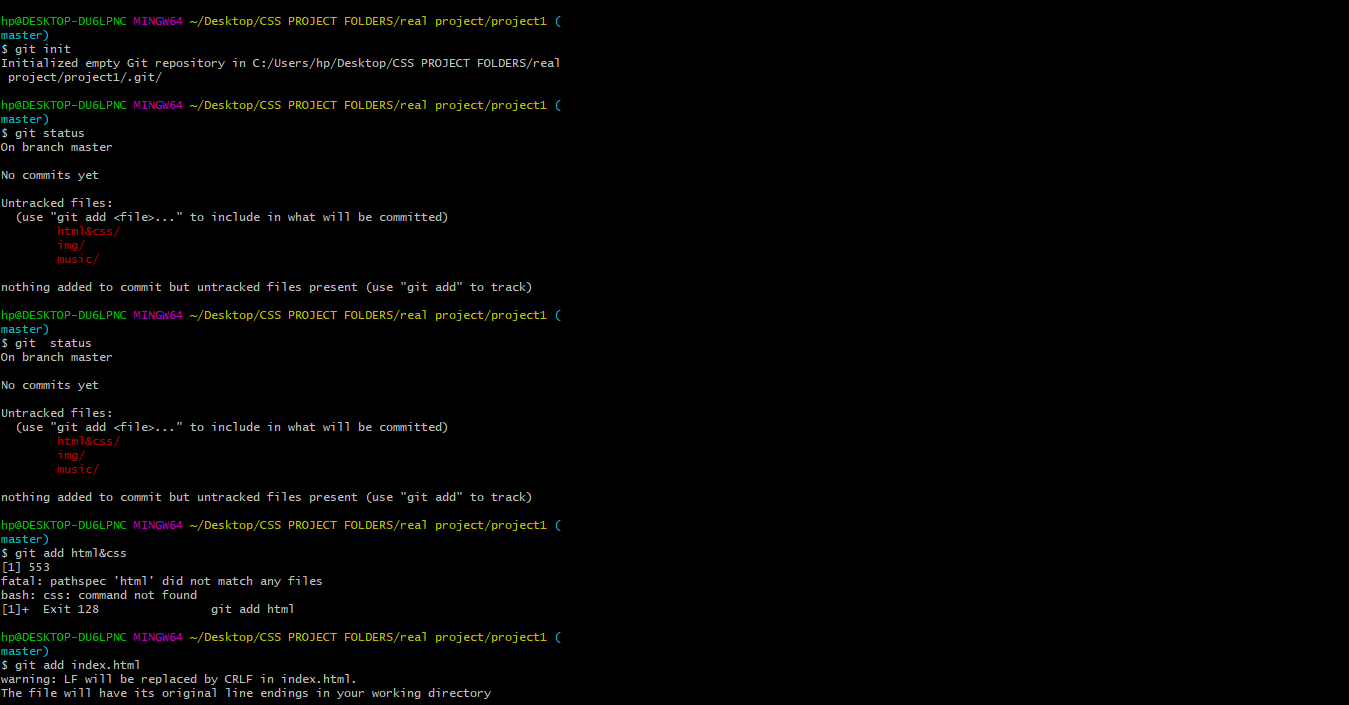 hp@DESKTOP-DU6LPNC MINGW64 ~/Desktop/CSS PROJECT FOLDERS/real project/project1 (
master)
$ git init
Initialized empty Git repository in C:/Users/hp/Desktop/CSS PROJECT FOLDERS/real
 project/project1/.git/
hp@DESKTOP-DU6LPNC MINGW64 ~/Desktop/CSS PROJECT FOLDERS/real project/project1 (
master)
$ git status
On branch master
No commits yet
Untracked files:
  (use "git add <file>..." to include in what will be committed)
        html&css/
        img/
        music/
nothing added to commit but untracked files present (use "git add" to track)
hp@DESKTOP-DU6LPNC MINGW64 ~/Desktop/CSS PROJECT FOLDERS/real project/project1 (
master)
$ git  status
On branch master
No commits yet
Untracked files:
  (use "git add <file>..." to include in what will be committed)
        html&css/
        img/
        music/
nothing added to commit but untracked files present (use "git add" to track)
hp@DESKTOP-DU6LPNC MINGW64 ~/Desktop/CSS PROJECT FOLDERS/real project/project1 (
master)
$ git add html&css
[1] 553
fatal: pathspec 'html' did not match any files
bash: css: command not found
[1]+  Exit 128                git add html
hp@DESKTOP-DU6LPNC MINGW64 ~/Desktop/CSS PROJECT FOLDERS/real project/project1 (
master)
$ git add index.html
warning: LF will be replaced by CRLF in index.html.
The file will have its original line endings in your working directory